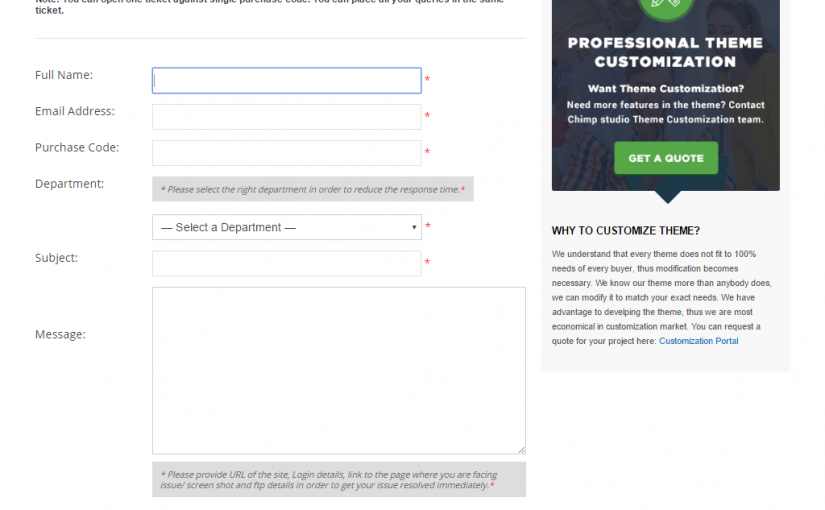 Note: You can open one ticket against single purchase code. You can place all your queries in the same
ticket.
Full Name:
*
Email Address:
*
Purchase Code:
*
Department:
* Please select the right department in order to reduce the response time.*
— Select a Department —
*
Subject:
*
Message:
* Please provide URL of the site, Login details, link to the page where you are facing
issue/ screen shot and ftp details in order to get your issue resolved immediately.*
PROFESSIONAL THEME
CUSTOMIZATION
Want Theme Customization?
Need more features in the theme? Contact
Chimp studio Theme Customization team.
GET A QUOTE
WHY TO CUSTOMIZE THEME?
We understand that every theme does not fit to 100%
needs of every buyer, thus modification becomes
necessary. We know our theme more than anybody does,
we can modify it to match your exact needs. We have
advantage to develping the theme, thus we are most
economical in customization market. You can request a
quote for your project here: Customization Portal